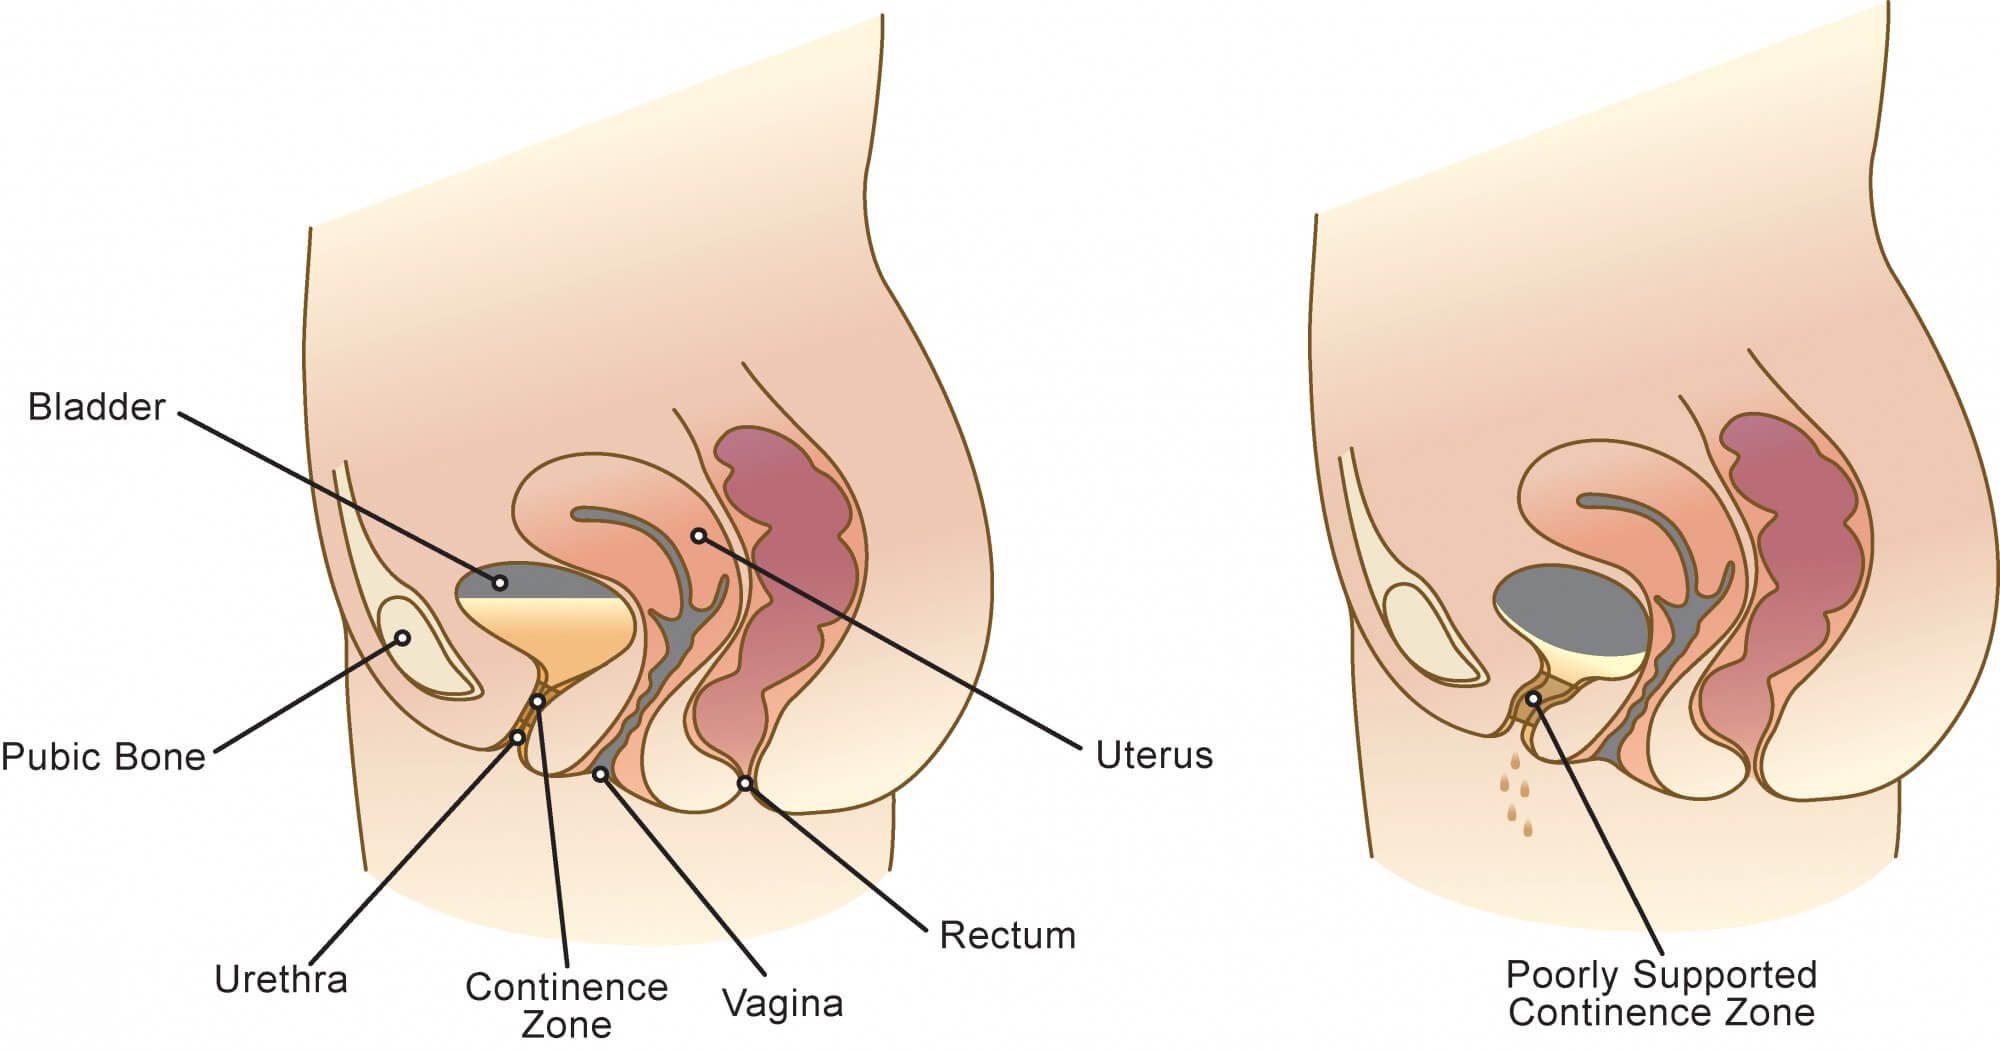 Bladder
Pubic Bone
Uterus
Rectum
Urethra
Continence
Zone
Vagina
Poorly Supported
Continence Zone